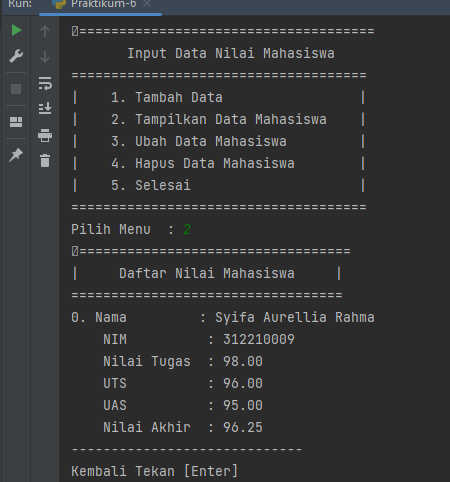 Run: Praktikum-6 ×
=====================================
Input Data Nilai Mahasiswa
=====================================
| 1. Tambah Data |
| 2. Tampilkan Data Mahasiswa |
| 3. Ubah Data Mahasiswa |
| 4. Hapus Data Mahasiswa |
| 5. Selesai |
=====================================
Pilih Menu : 2
==================================
| Daftar Nilai Mahasiswa |
==================================
0. Nama : Syifa Aurellia Rahma
NIM : 312210009
Nilai Tugas : 98.00
UTS : 96.00
UAS : 95.00
Nilai Akhir : 96.25
-----------------------------
Kembali Tekan [Enter]